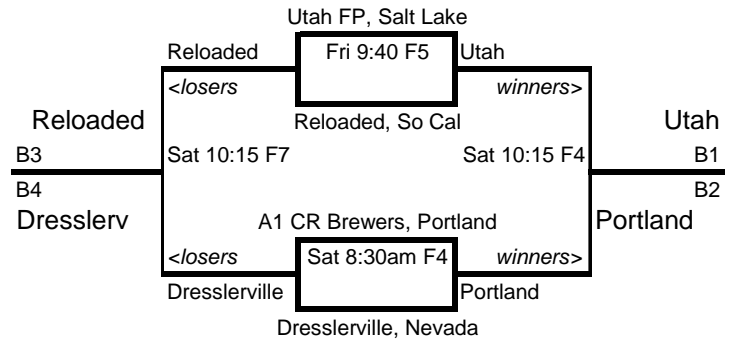 Utah FP, Salt Lake
Reloaded Fri 9:40 F5 Utah
<losers winners>
Reloaded Reloaded, So Cal Utah
B3 Sat 10:15 F7 Sat 10:15 F4 B1
B4 B2
Dresslerv A1 CR Brewers, Portland Portland
<losers Sat 8:30am F4 winners>
Dresslerville Portland
Dresslerville, Nevada